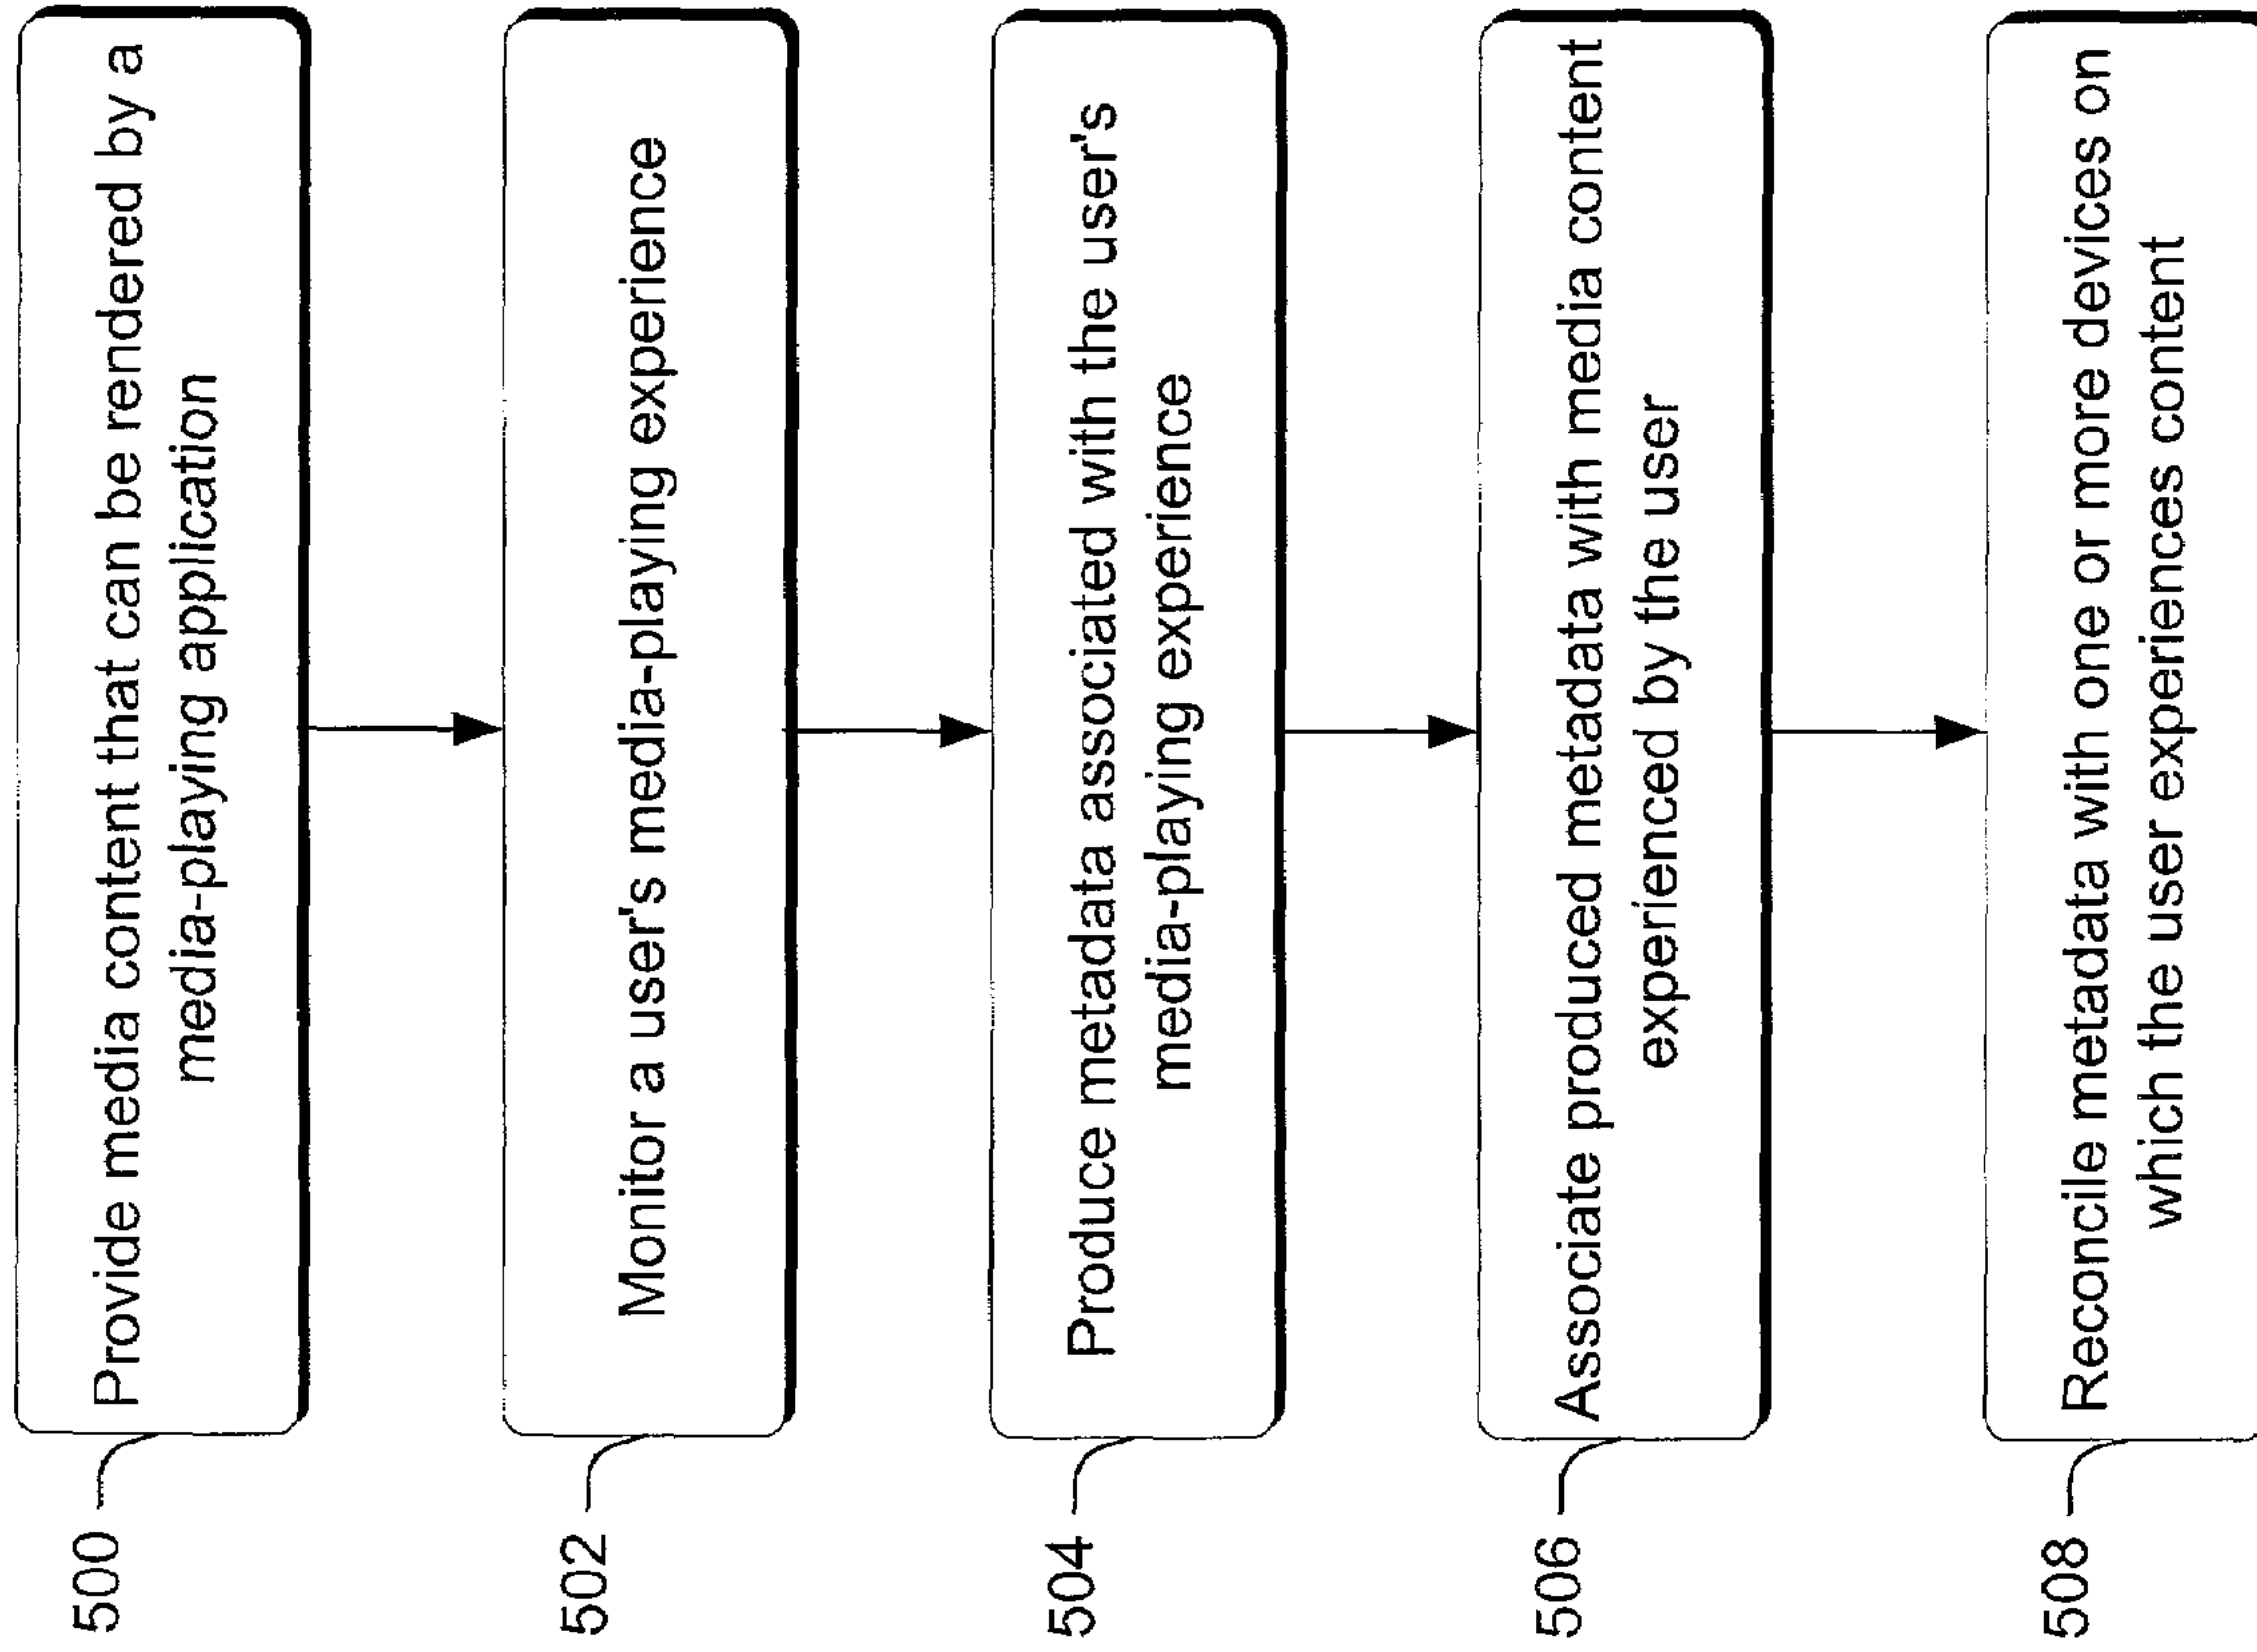 500
Provide media content that can be rendered by a
media-playing application
502
Monitor a user's media-playing experience
504
Produce metadata associated with the user's
media-playing experience
506
Associate produced metadata with media content
experienced by the user
508
Reconcile metadata with one or more devices on
which the user experiences content